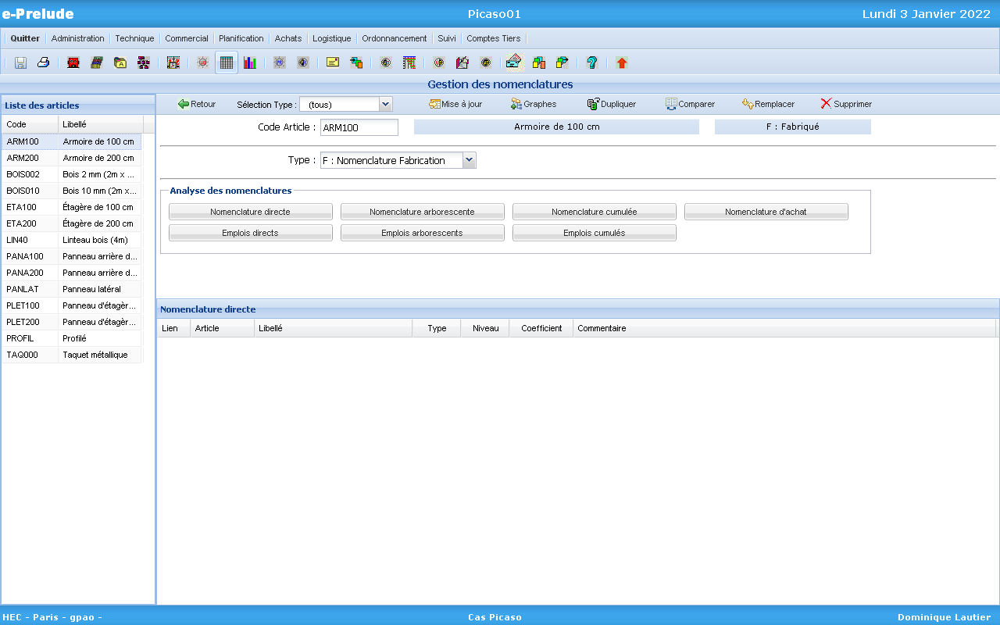 e-Prelude Picaso01 Lundi 3 Janvier 2022
Quitter Administration Technique Commercial Planification Achats Logistique Ordonnancement Suivi Comptes Tiers
Gestion des nomenclatures
Liste des articles
Retour Sélection Type : (tous) Mise à jour Graphes Dupliquer Comparer Remplacer Supprimer
Code Libellé
Code Article : ARM100 Armoire de 100 cm F : Fabriqué
ARM100 Armoire de 100 cm
ARM200 Armoire de 200 cm
BOIS002 Bois 2 mm (2m x ...
BOIS010 Bois 10 mm (2m x...
ETA100 Étagère de 100 cm
ETA200 Étagère de 200 cm
LIN40 Linteau bois (4m)
PANA100 Panneau arrière d...
PANA200 Panneau arrière d...
PANLAT Panneau latéral
PLET100 Panneau d'étagèr...
PLET200 Panneau d'étagèr...
PROFIL Profilé
TAQ000 Taquet métallique
Type : F : Nomenclature Fabrication
Analyse des nomenclatures
Nomenclature directe Nomenclature arborescente Nomenclature cumulée Nomenclature d'achat
Emplois directs Emplois arborescents Emplois cumulés
Nomenclature directe
Lien Article Libellé Type Niveau Coefficient Commentaire
HEC - Paris - gpao - Cas Picaso Dominique Lautier